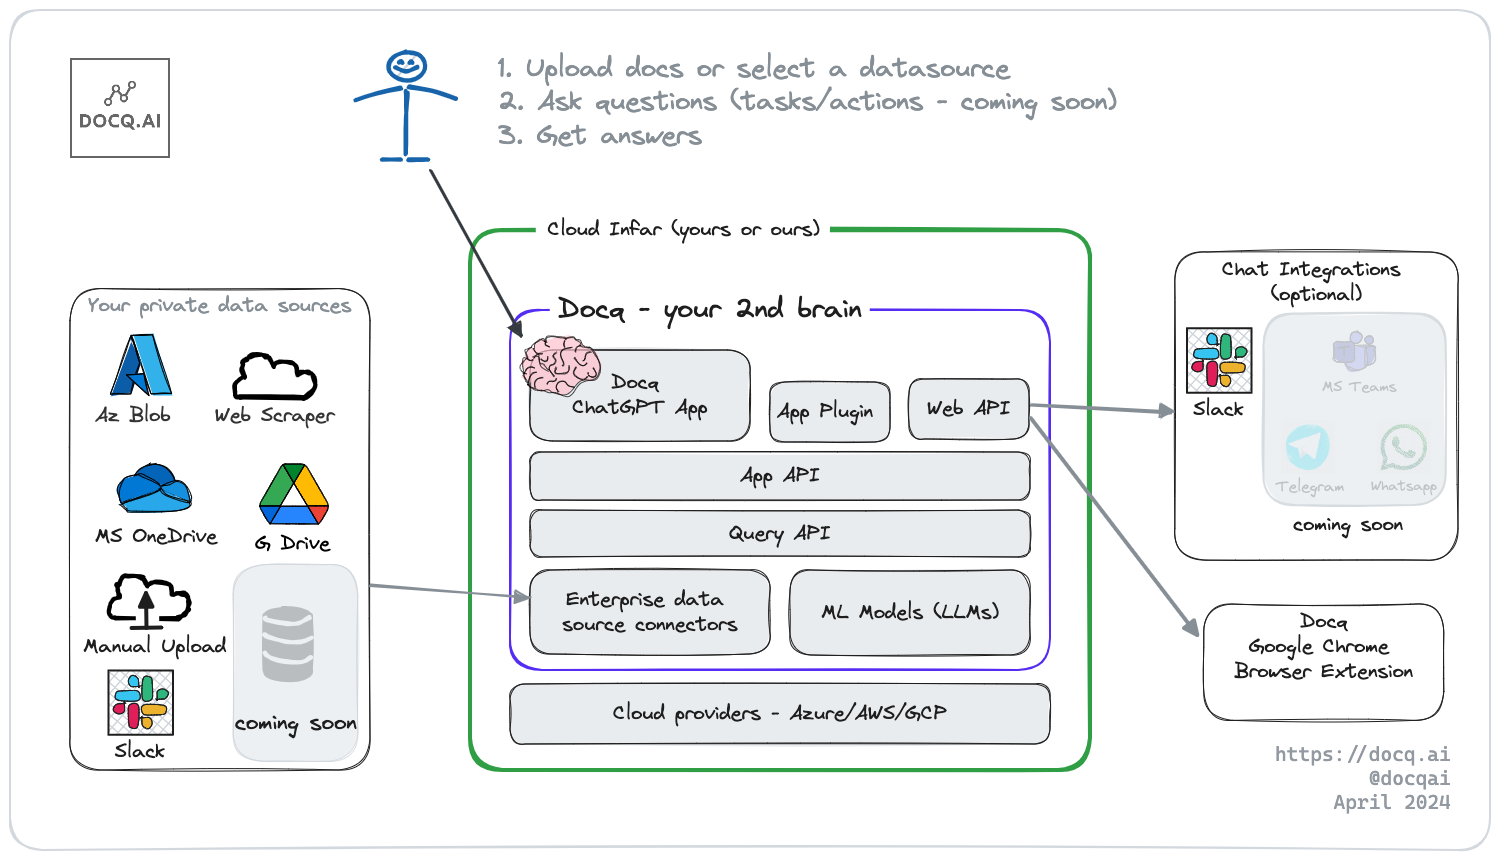 DOCQ.AI
1. Upload docs or select a datasource
2. Ask questions (tasks/actions - coming soon)
3. Get answers
Cloud Infar (yours or ours)
Your private data sources
Az Blob
Web Scraper
MS OneDrive
G Drive
Manual Upload
Slack
coming soon
Docq - your 2nd brain
Docq
ChatGPT App
App Plugin
Web API
App API
Query API
Enterprise data
source connectors
ML Models (LLMs)
Cloud providers - Azure/AWS/GCP
Chat Integrations
(optional)
Slack
MS Teams
Telegram
Whatsapp
coming soon
Docq
Google Chrome
Browser Extension
https://docq.ai
@docqai
April 2024